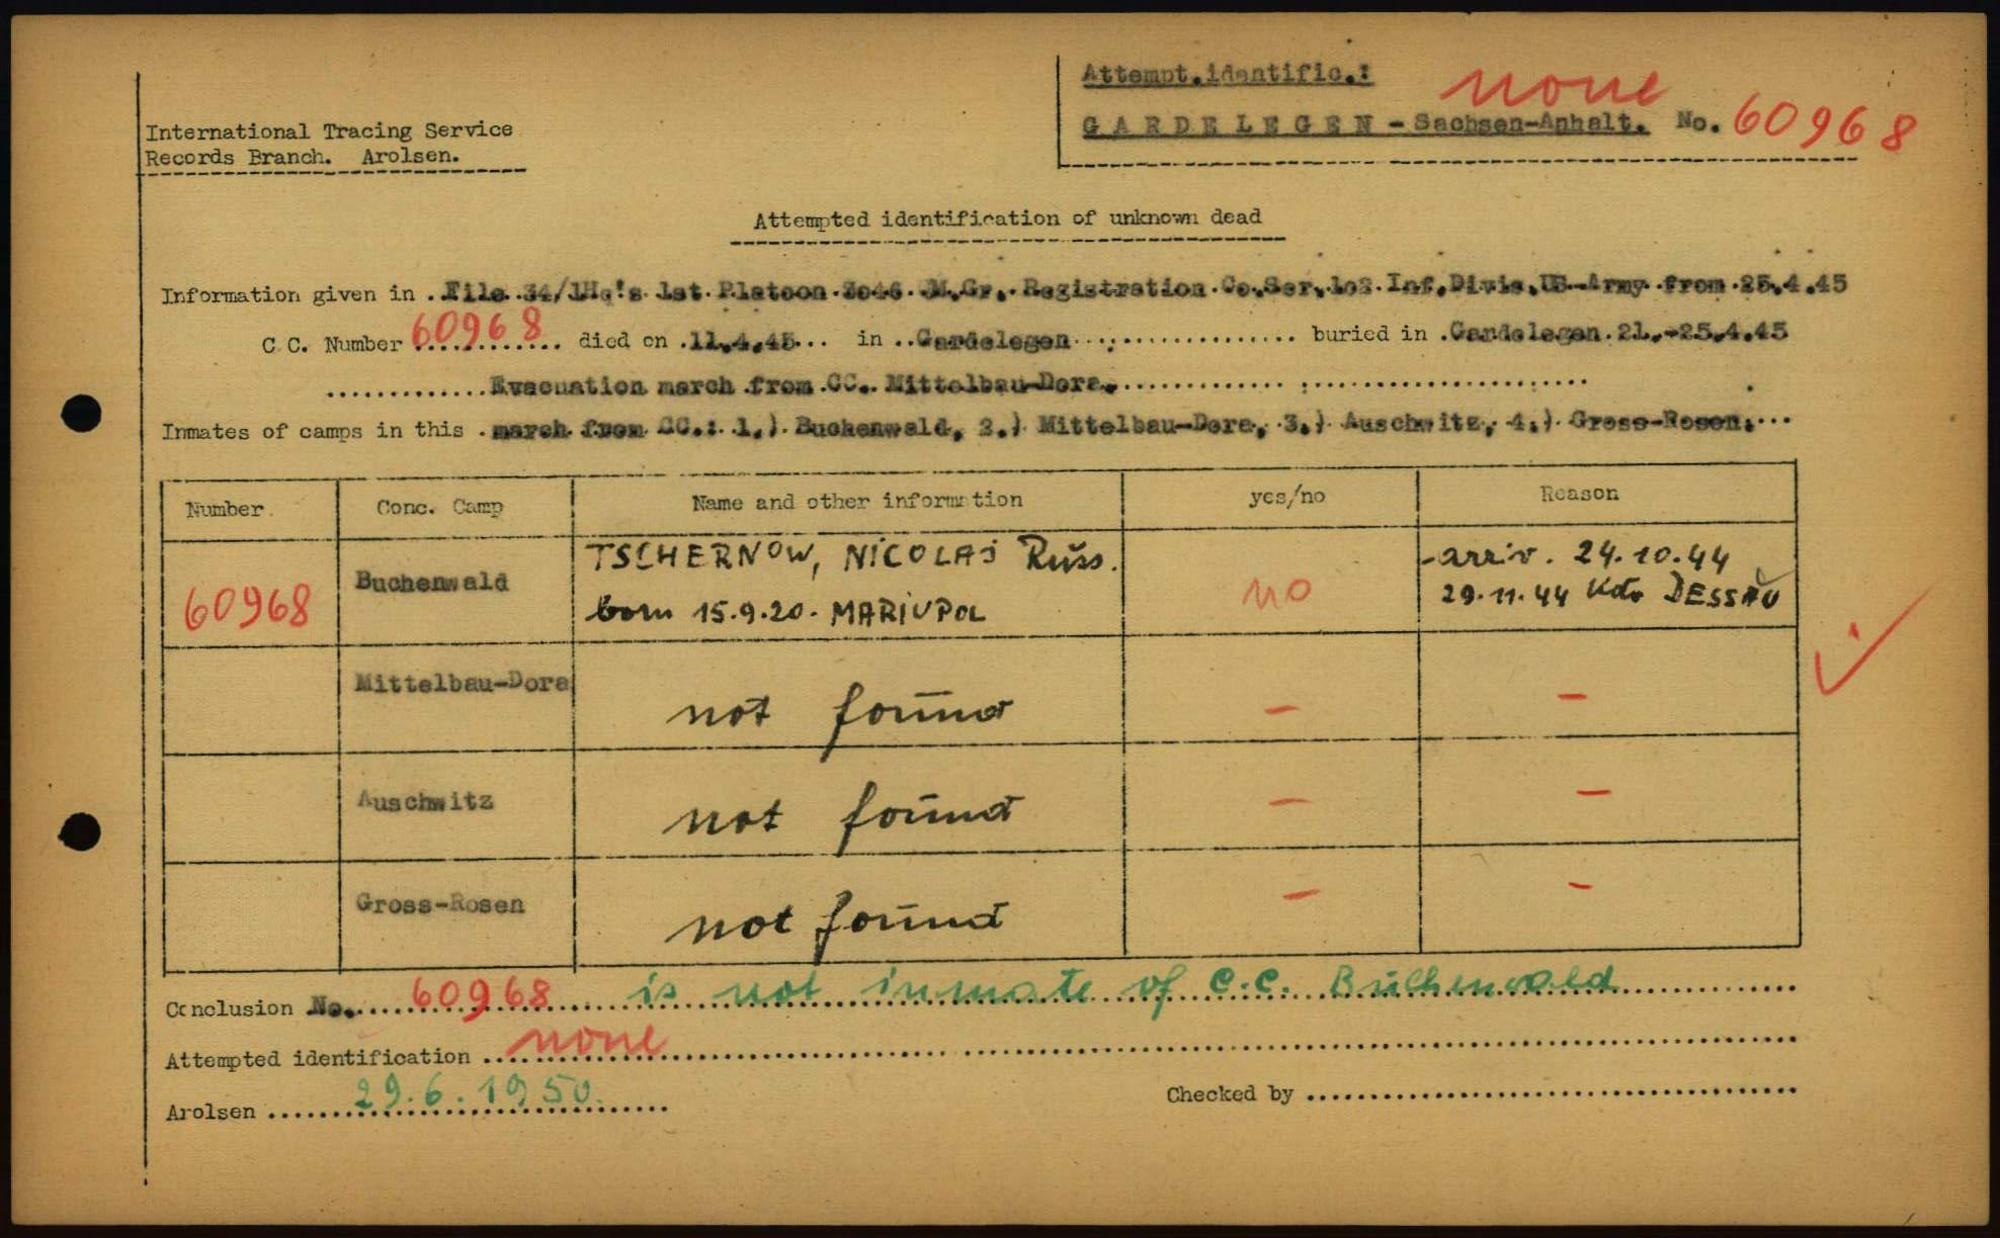 Attempt.identific.: none
GARDELEGEN - Sachsen-Anhalt. No. 60968
International Tracing Service
Records Branch. Arolsen.
Attempted identification of unknown dead
Information given in .File 34/1Hq's 1st Platoon 3046 M.Gr. Registration Co.Ser.102 Inf.Divis.US-Army from 25.4.45
C.C. Number 60968 died on .11.4.45... in ..Gardelegen.................. buried in .Gardelegen 21.-25.4.45
.............Evacuation march from CC. Mittelbau-Dora...............................
Inmates of camps in this .march from CC.: 1.) Buchenwald, 2.) Mittelbau-Dora, 3.) Auschwitz, 4.) Gross-Rosen....
Number Conc. Camp Name and other information yes/no Reason
60968 Buchenwald TSCHERNOW, NICOLAJ Russ. no -arriv. 24.10.44
born 15.9.20. MARIUPOL 29.11.44 Kdo DESSAU
Mittelbau-Dora not found - -
Auschwitz not found - -
Gross-Rosen not found - -
Conclusion No. 60968 is not inmate of C.C. Buchenwald
Attempted identification none
Arolsen 29.6.1950. Checked by